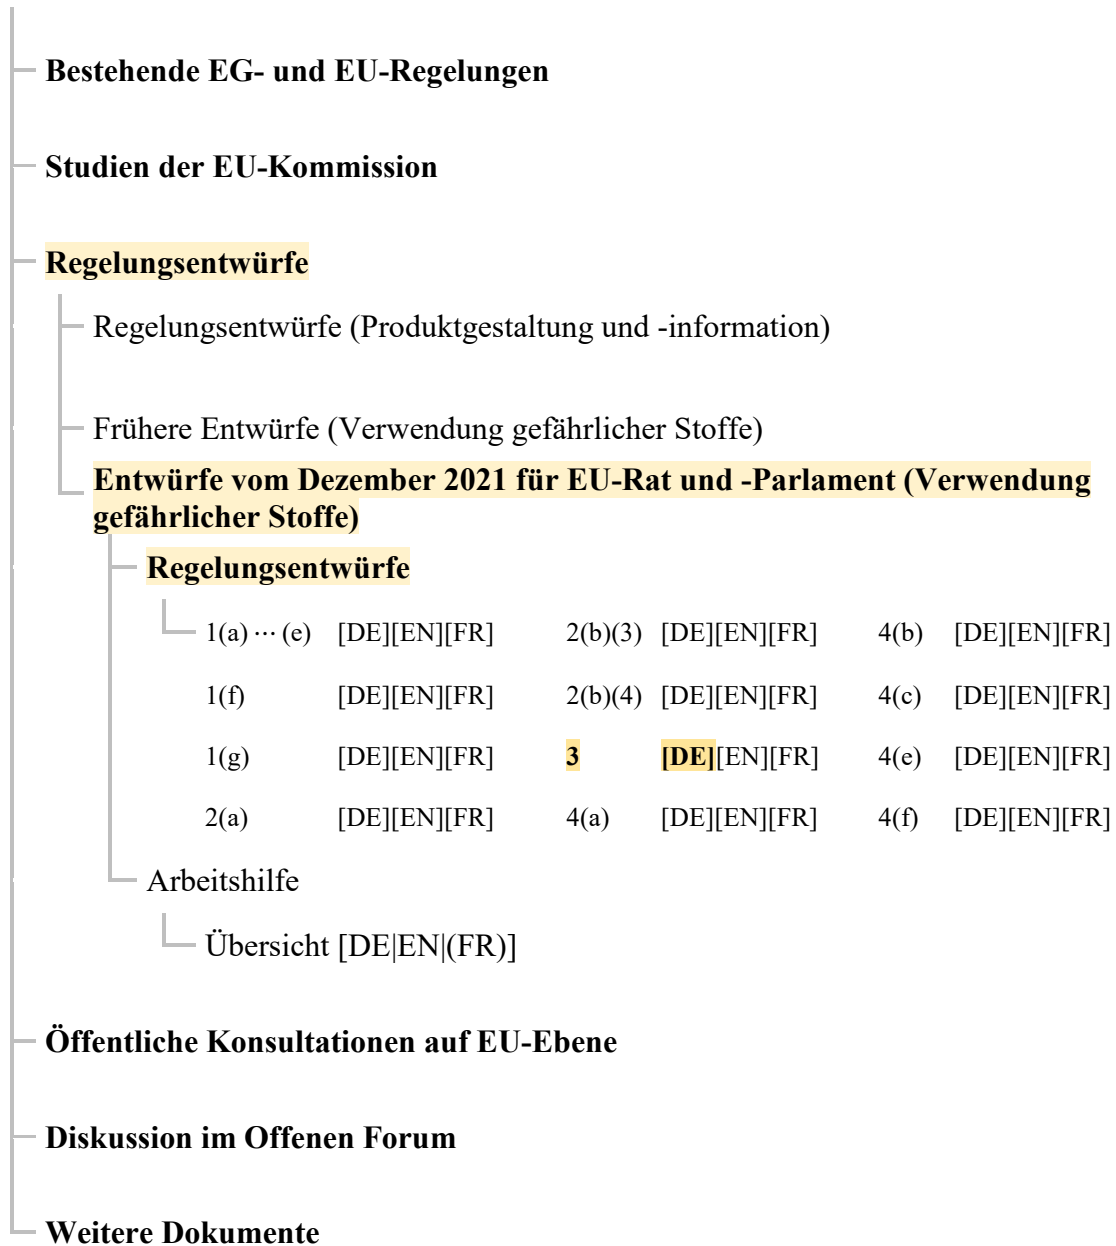 Bestehende EG- und EU-Regelungen
Studien der EU-Kommission
Regelungsentwürfe
Regelungsentwürfe (Produktgestaltung und -information)
Frühere Entwürfe (Verwendung gefährlicher Stoffe)
Entwürfe vom Dezember 2021 für EU-Rat und -Parlament (Verwendung
gefährlicher Stoffe)
Regelungsentwürfe
1(a) ⋯ (e) [DE][EN][FR] 2(b)(3) [DE][EN][FR] 4(b) [DE][EN][FR]
1(f) [DE][EN][FR] 2(b)(4) [DE][EN][FR] 4(c) [DE][EN][FR]
1(g) [DE][EN][FR] 3 [DE][EN][FR] 4(e) [DE][EN][FR]
2(a) [DE][EN][FR] 4(a) [DE][EN][FR] 4(f) [DE][EN][FR]
Arbeitshilfe
Übersicht [DE|EN|(FR)]
Öffentliche Konsultationen auf EU-Ebene
Diskussion im Offenen Forum
Weitere Dokumente